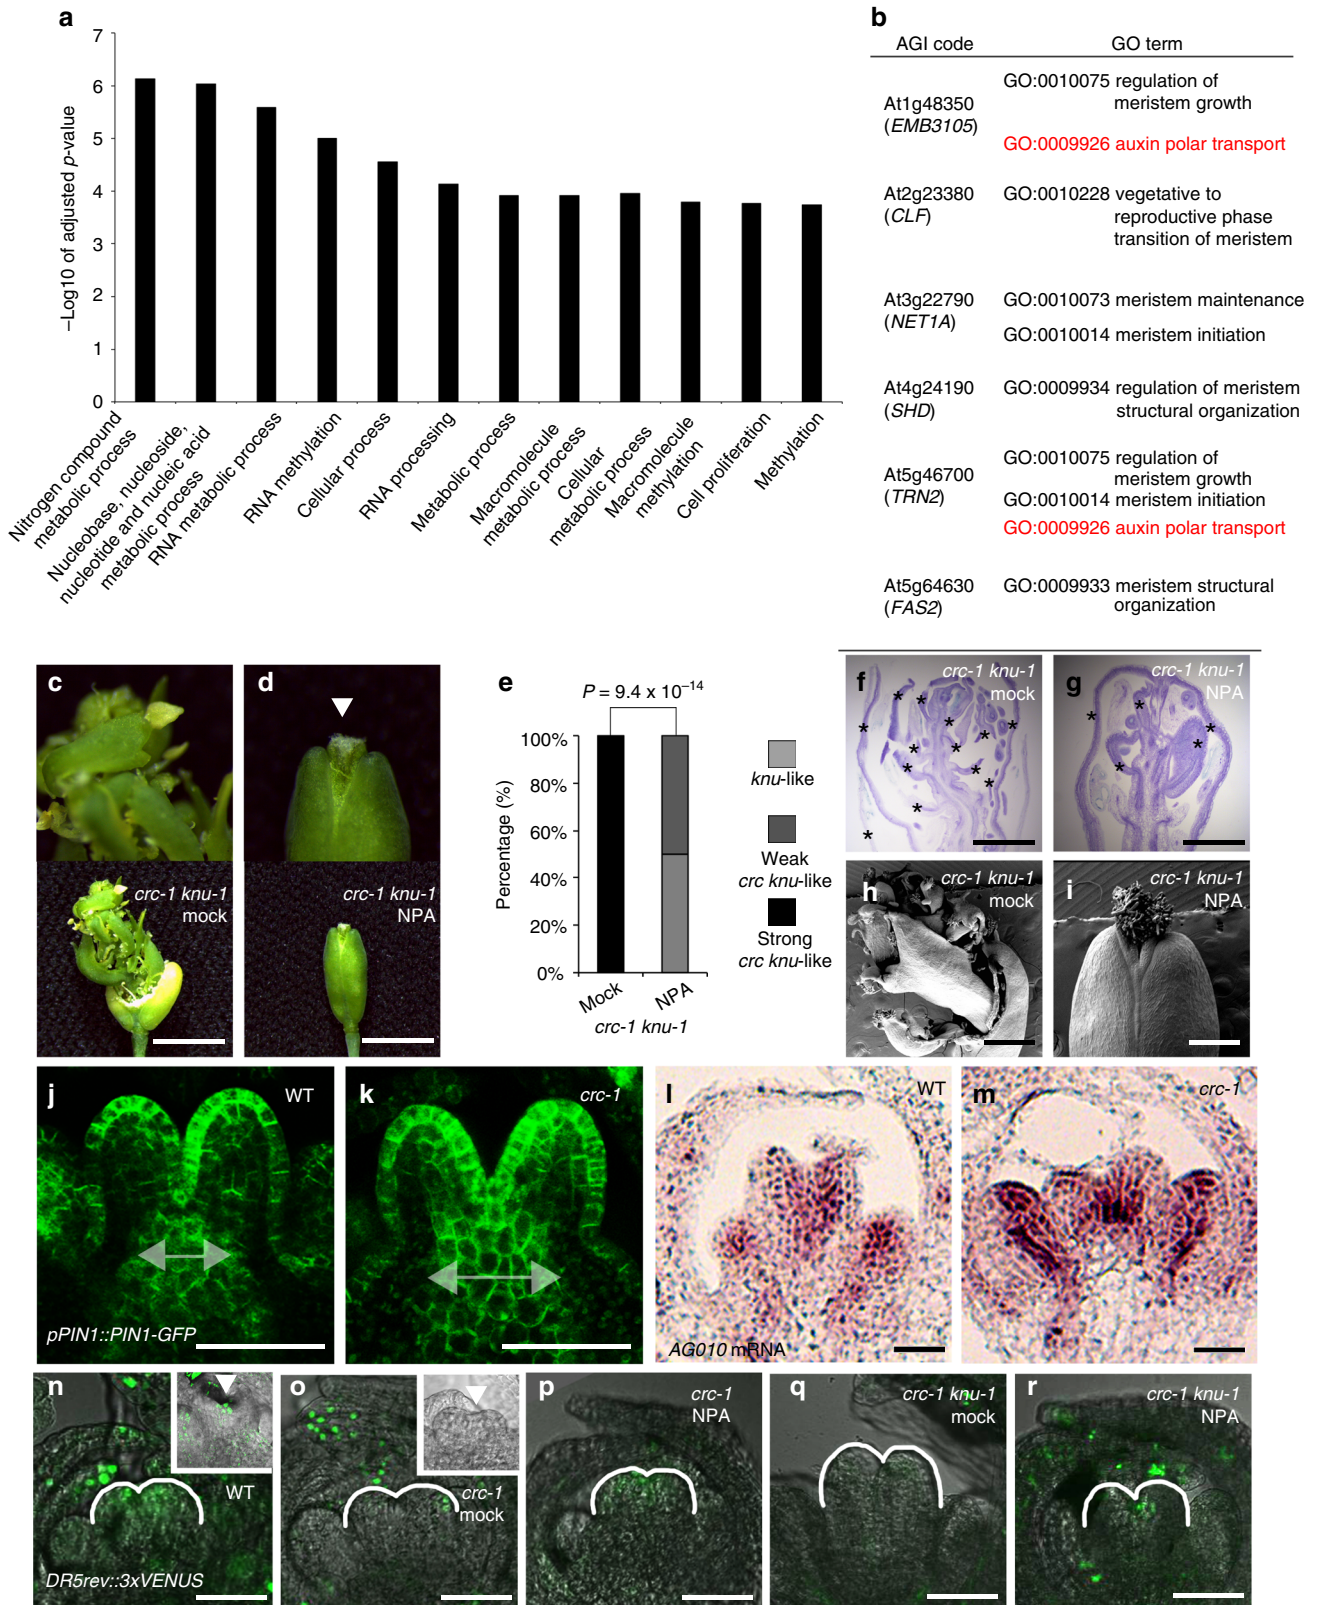 a
7
6
5
4
3
2
1
0
−Log10 of adjusted p-value
Nitrogen compound
metabolic process
Nucleobase, nucleoside,
nucleotide and nucleic acid
metabolic process
RNA metabolic process
RNA methylation
Cellular process
RNA processing
Metabolic process
Macromolecule
metabolic process
Cellular
metabolic process
Macromolecule
methylation
Cell proliferation
Methylation
b
AGI code GO term
At1g48350
(EMB3105)
GO:0010075 regulation of
meristem growth
GO:0009926 auxin polar transport
At2g23380
(CLF)
GO:0010228 vegetative to
reproductive phase
transition of meristem
At3g22790
(NET1A)
GO:0010073 meristem maintenance
GO:0010014 meristem initiation
At4g24190
(SHD)
GO:0009934 regulation of meristem
structural organization
At5g46700
(TRN2)
GO:0010075 regulation of
meristem growth
GO:0010014 meristem initiation
GO:0009926 auxin polar transport
At5g64630
(FAS2)
GO:0009933 meristem structural
organization
c
crc-1 knu-1
mock
d
crc-1 knu-1
NPA
e
P = 9.4 x 10⁻¹⁴
100%
80%
60%
40%
20%
0%
Percentage (%)
Mock
NPA
crc-1 knu-1
knu-like
Weak
crc knu-like
Strong
crc knu-like
f
crc-1 knu-1
mock
* * * * * * * * * * * * *
g
crc-1 knu-1
NPA
* * * * *
h
crc-1 knu-1
mock
i
crc-1 knu-1
NPA
j
WT
pPIN1::PIN1-GFP
k
crc-1
l
WT
AG010 mRNA
m
crc-1
n
WT
DR5rev::3xVENUS
o
crc-1
mock
p
crc-1
NPA
q
crc-1 knu-1
mock
r
crc-1 knu-1
NPA